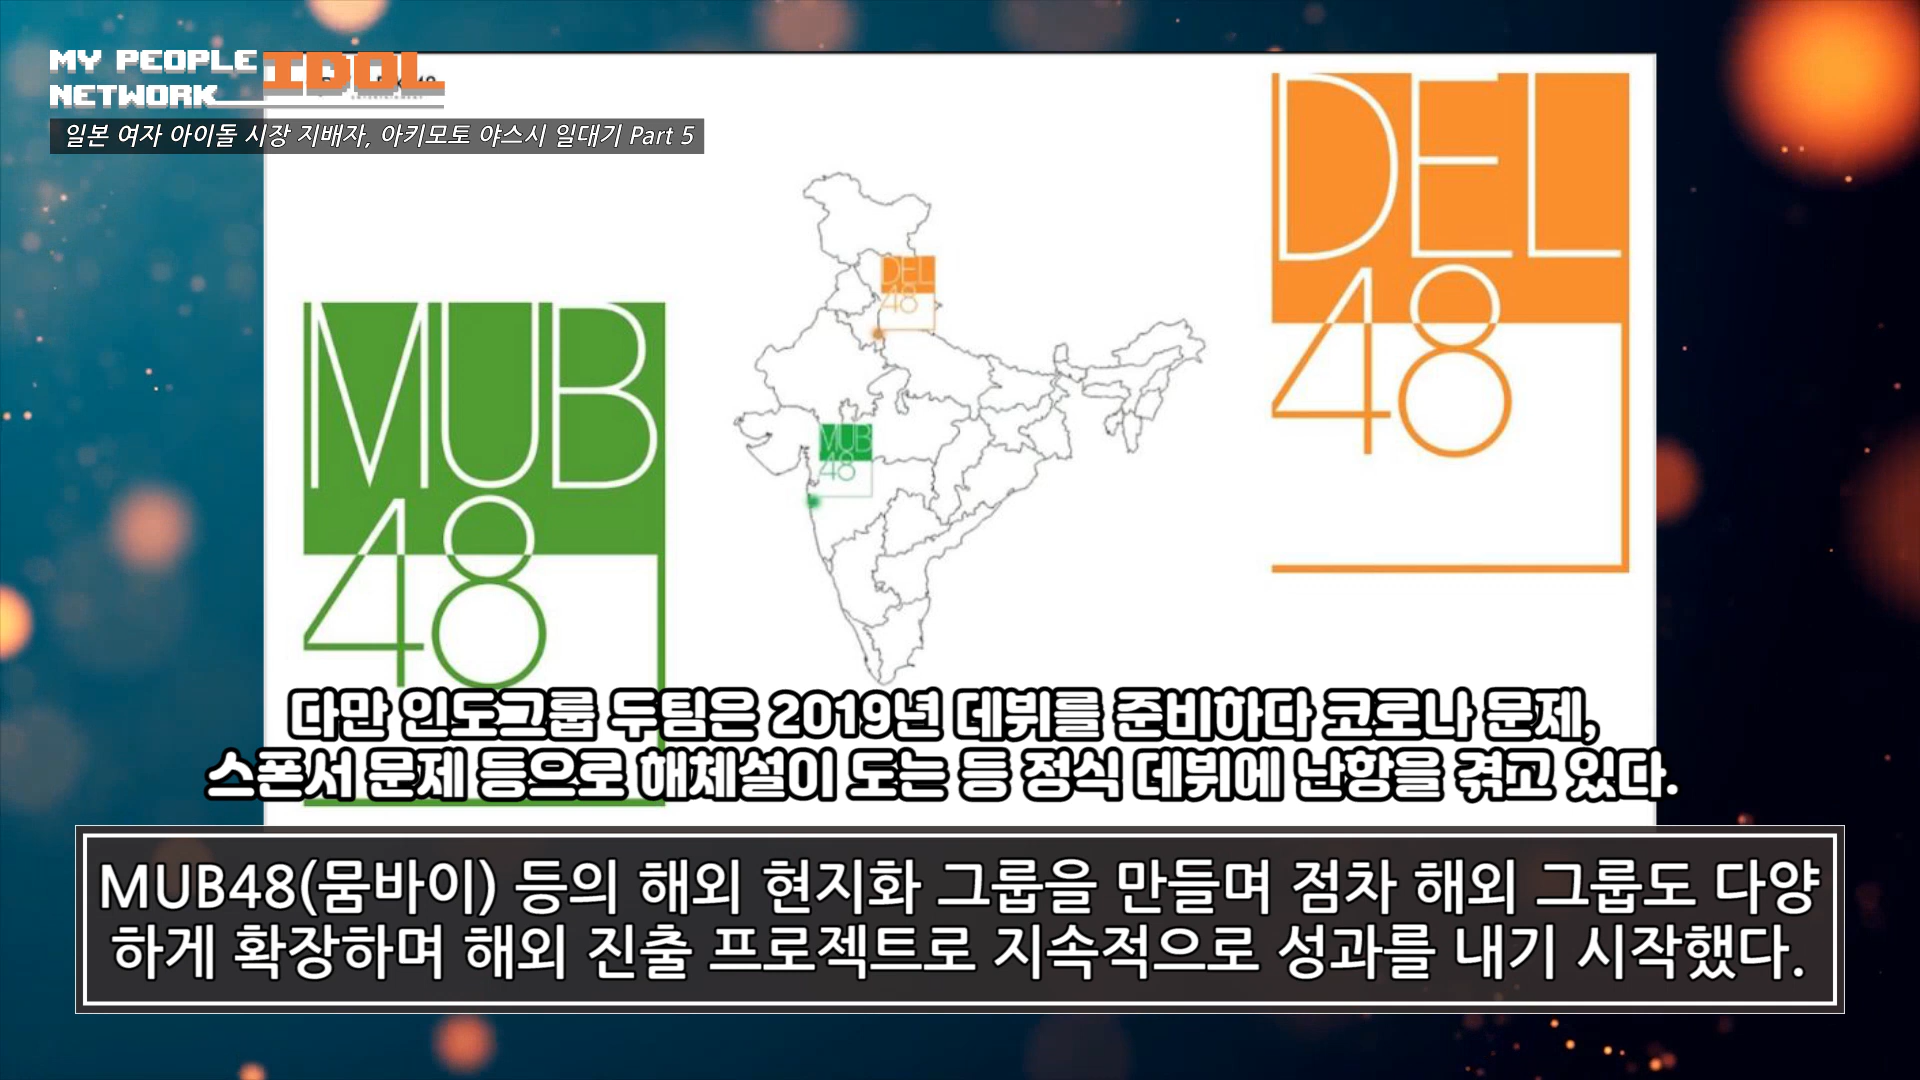 MY PEOPLE IDOL
NETWORK
일본 여자 아이돌 시장 지배자, 아키모토 야스시 일대기 Part 5
DEL
48
DEL
48
MUB
48
MUB
48
다만 인도그룹 두팀은 2019년 데뷔를 준비하다 코로나 문제,
스폰서 문제 등으로 해체설이 도는 등 정식 데뷔에 난항을 겪고 있다.
MUB48(뭄바이) 등의 해외 현지화 그룹을 만들며 점차 해외 그룹도 다양
하게 확장하며 해외 진출 프로젝트로 지속적으로 성과를 내기 시작했다.